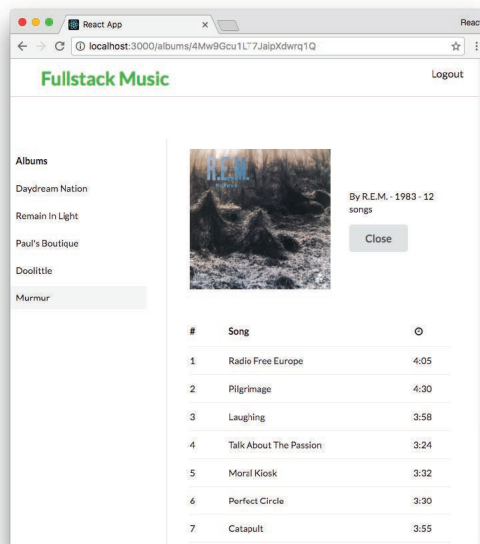 React App
React
localhost:3000/albums/4Mw9Gcu1LT7JaipXdwrq1Q
Fullstack Music
Logout
Albums
Daydream Nation
Remain In Light
Paul's Boutique
Doolittle
Murmur
R.E.M.
MURMUR
By R.E.M. - 1983 - 12
songs
Close
# Song
1 Radio Free Europe 4:05
2 Pilgrimage 4:30
3 Laughing 3:58
4 Talk About The Passion 3:24
5 Moral Kiosk 3:32
6 Perfect Circle 3:30
7 Catapult 3:55